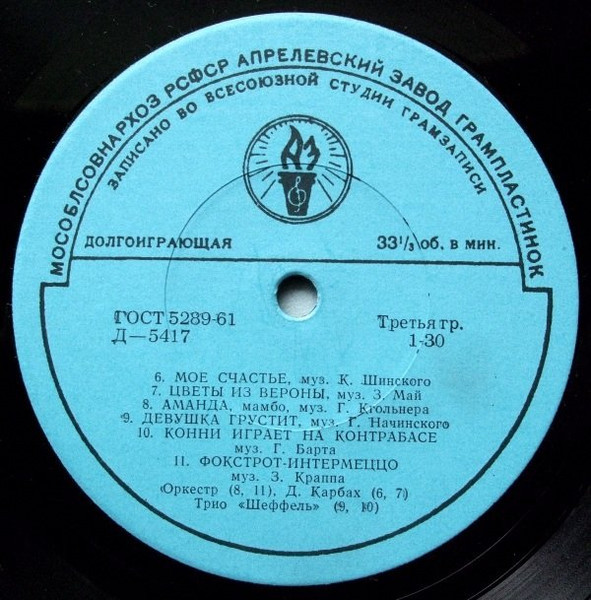 МОСОБЛСОВНАРХОЗ РСФСР АПРЕЛЕВСКИЙ ЗАВОД ГРАМПЛАСТИНОК
ЗАПИСАНО ВО ВСЕСОЮЗНОЙ СТУДИИ ГРАМЗАПИСИ
АЗ
ДОЛГОИГРАЮЩАЯ
33⅓ об. в мин.
ГОСТ 5289-61
Д—5417
Третья гр.
1-30
6. МОЕ СЧАСТЬЕ, муз. К. Шинского
7. ЦВЕТЫ ИЗ ВЕРОНЫ, муз. З. Май
8. АМАНДА, мамбо, муз. Г. Кгольнера
9. ДЕВУШКА ГРУСТИТ, муз. Г. Начинского
10. КОННИ ИГРАЕТ НА КОНТРАБАСЕ
муз. Г. Барта
11. ФОКСТРОТ-ИНТЕРМЕЦЦО
муз. З. Краппа
Оркестр (8, 11), Д. Карбах (6, 7)
Трио «Шеффель» (9, 10)